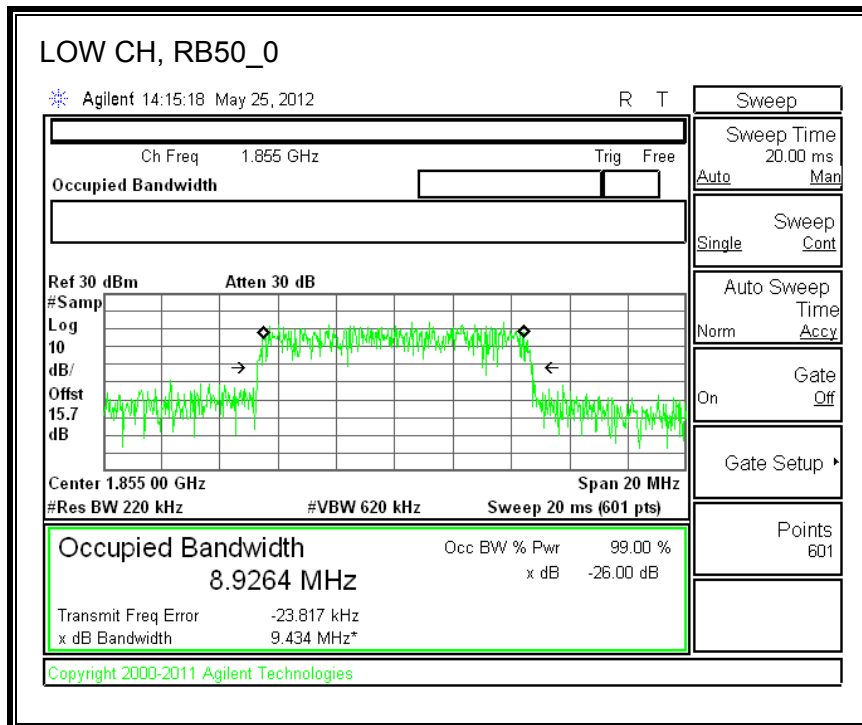 LOW CH, RB50_0
Agilent 14:15:18 May 25, 2012 R T
Ch Freq 1.855 GHz Trig Free
Occupied Bandwidth
Ref 30 dBm Atten 30 dB
#Samp
Log
10
dB/
Offst
15.7
dB
Center 1.855 00 GHz Span 20 MHz
#Res BW 220 kHz #VBW 620 kHz Sweep 20 ms (601 pts)
Occupied Bandwidth Occ BW % Pwr 99.00 %
8.9264 MHz x dB -26.00 dB
Transmit Freq Error -23.817 kHz
x dB Bandwidth 9.434 MHz*
Copyright 2000-2011 Agilent Technologies
Sweep
Sweep Time
20.00 ms
Auto Man
Sweep
Single Cont
Auto Sweep
Time
Norm Accy
Gate
On Off
Gate Setup
Points
601